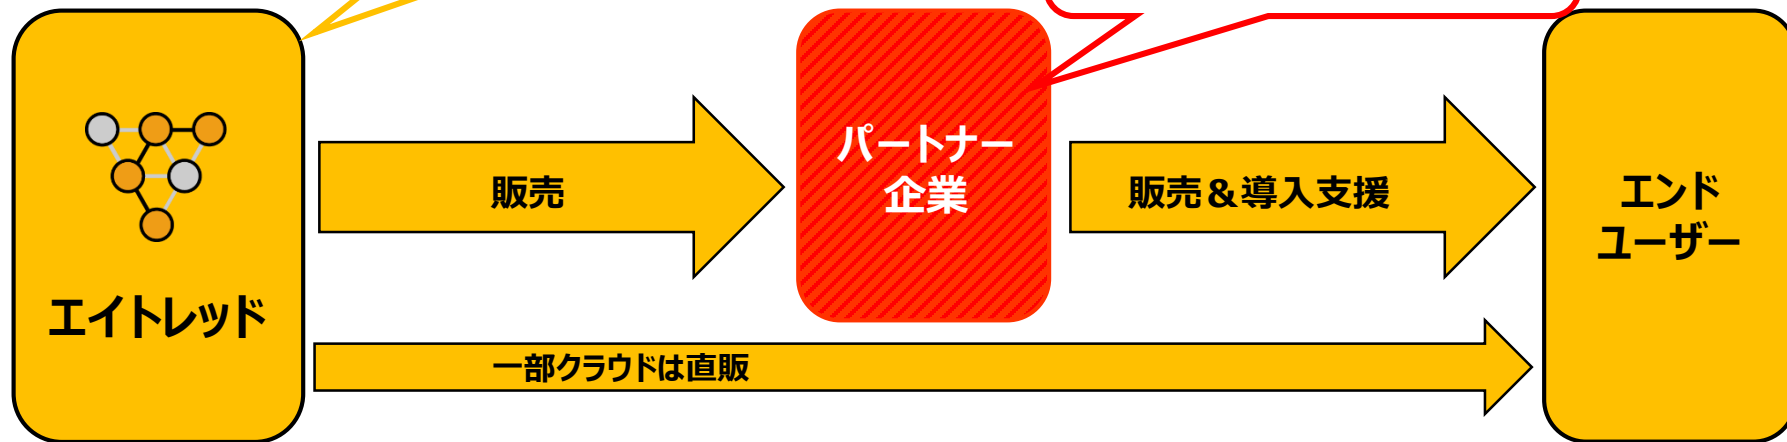 エイトレッド
販売
パートナー
企業
販売＆導入支援
エンド
ユーザー
一部クラウドは直販